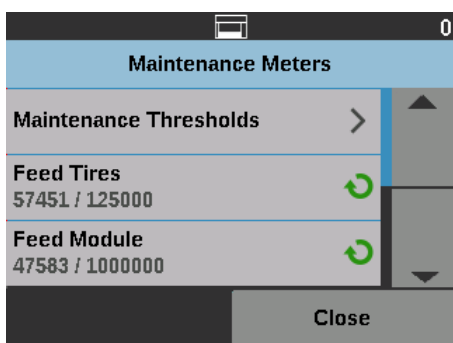 0
Maintenance Meters
Maintenance Thresholds
Feed Tires
57451 / 125000
Feed Module
47583 / 1000000
Close